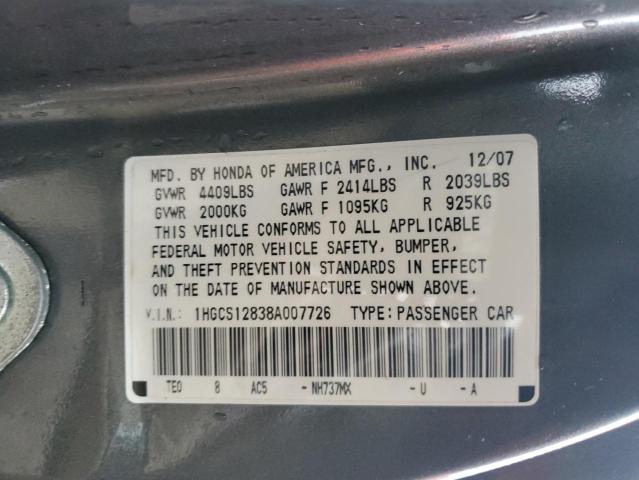 MFD. BY HONDA OF AMERICA MFG., INC. 12/07
GVWR 4409LBS GAWR F 2414LBS R 2039LBS
GVWR 2000KG GAWR F 1095KG R 925KG
THIS VEHICLE CONFORMS TO ALL APPLICABLE
FEDERAL MOTOR VEHICLE SAFETY, BUMPER,
AND THEFT PREVENTION STANDARDS IN EFFECT
ON THE DATE OF MANUFACTURE SHOWN ABOVE.
V.I.N.: 1HGCS12838A007726 TYPE: PASSENGER CAR
TE0 8 AC5 - NH737MX - U - A